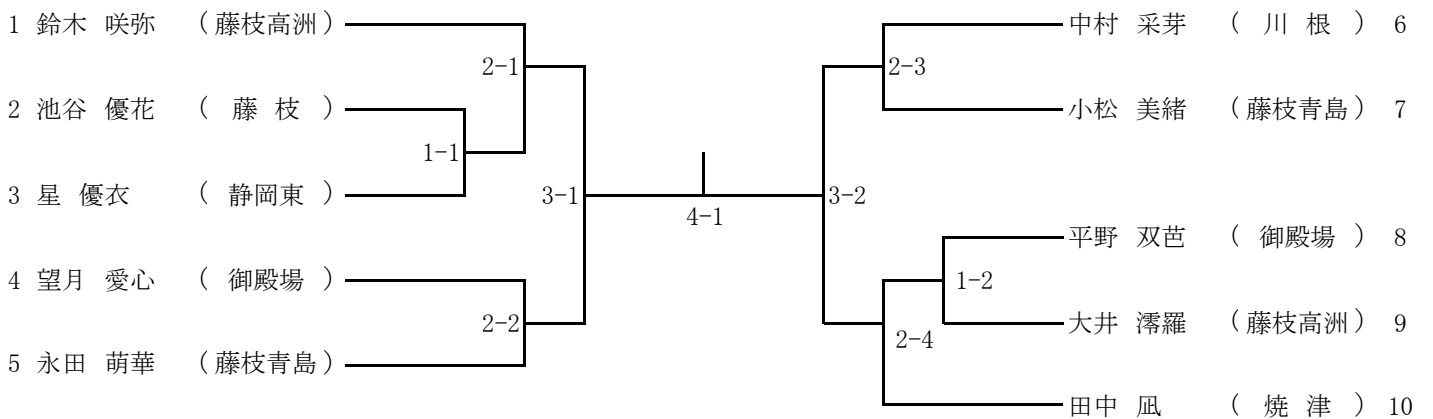 1 鈴木 咲弥 （藤枝高洲）
2-1
2 池谷 優花 （ 藤 枝 ）
1-1
3 星 優衣 （ 静岡東 ）
3-1
4 望月 愛心 （ 御殿場 ）
2-2
5 永田 萌華 （藤枝青島）
4-1
中村 采芽 （ 川 根 ） 6
2-3
小松 美緒 （藤枝青島） 7
3-2
平野 双芭 （ 御殿場 ） 8
1-2
大井 澪羅 （藤枝高洲） 9
2-4
田中 凪 （ 焼 津 ） 10